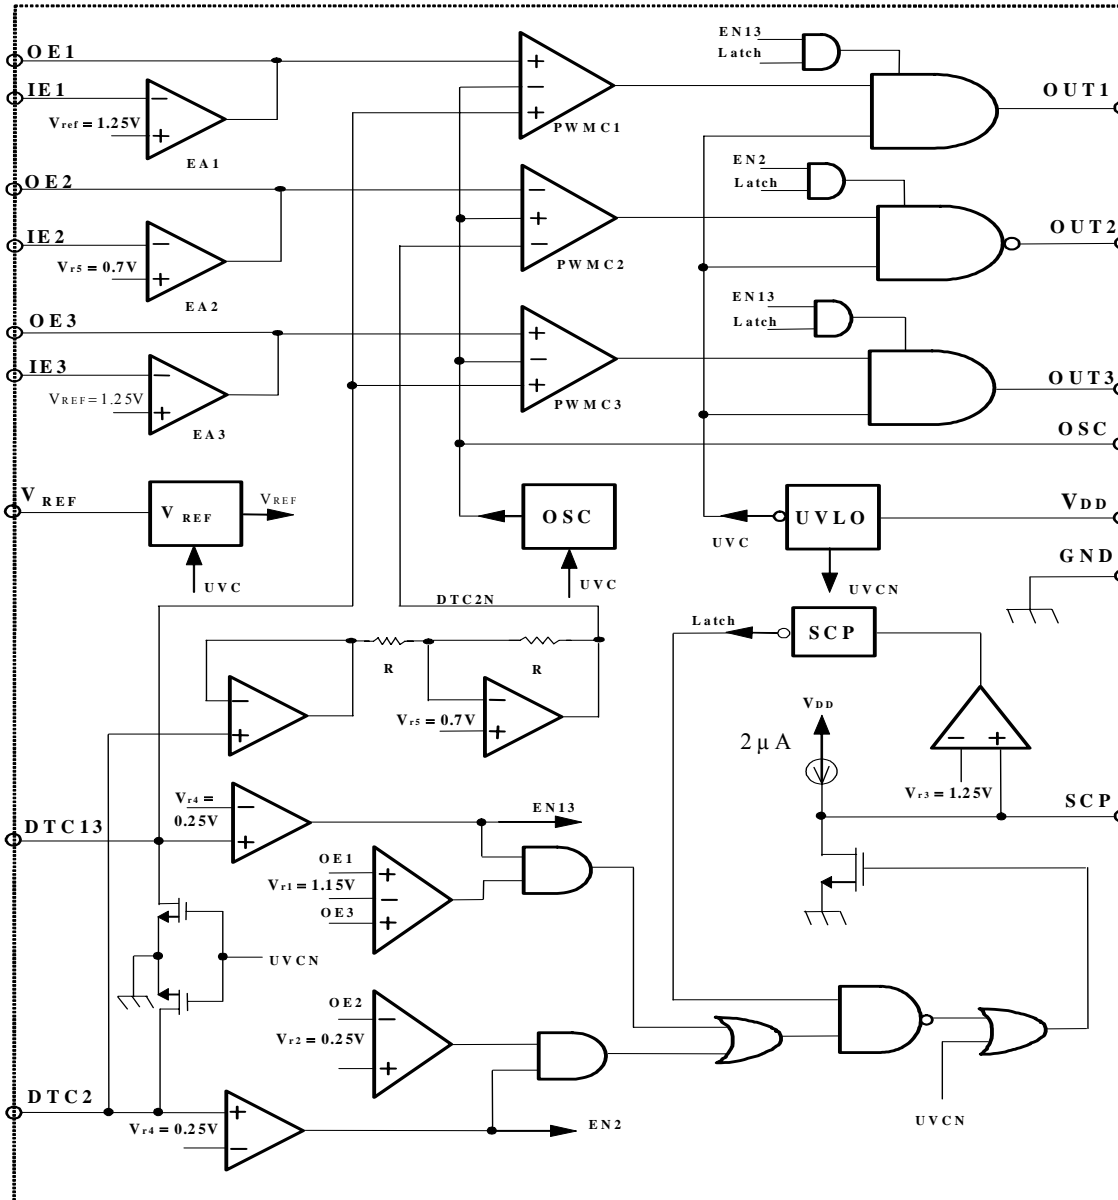 EN13
Latch
OE1
IE1
OUT1
Vref = 1.25V
PWMC1
EA1
EN2
Latch
OE2
IE2
OUT2
Vr5 = 0.7V
PWMC2
EA2
EN13
Latch
OE3
IE3
OUT3
VREF = 1.25V
PWMC3
EA3
OSC
V REF
V REF
VREF
OSC
UVLO
VDD
UVC
GND
UVC
UVC
UVCN
DTC2N
Latch
SCP
R
R
VDD
Vr5 = 0.7V
2 μ A
Vr4 =
0.25V
Vr3 = 1.25V
SCP
EN13
DTC13
OE1
Vr1 = 1.15V
OE3
UVCN
OE2
Vr2 = 0.25V
DTC2
Vr4 = 0.25V
EN2
UVCN